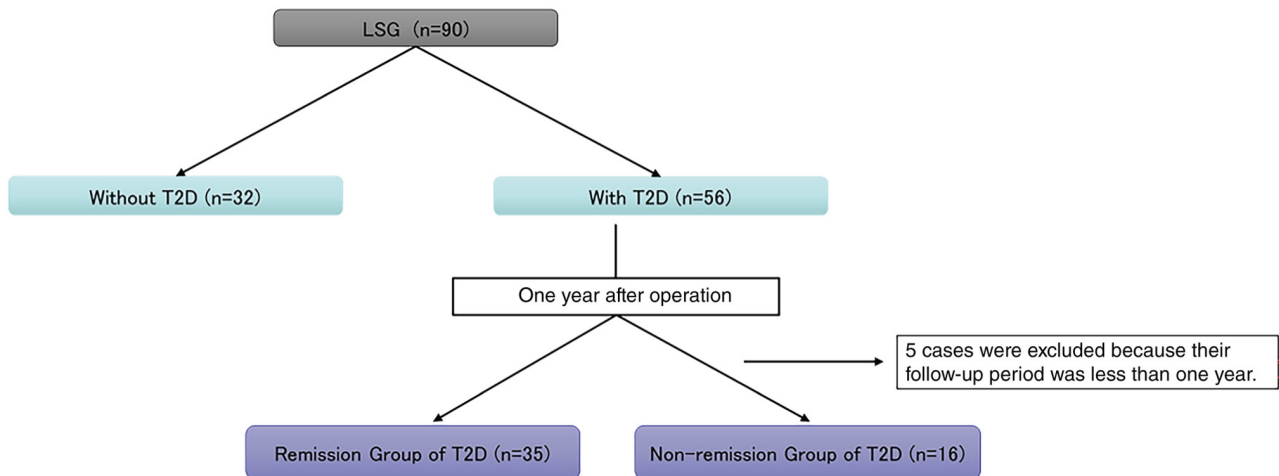 LSG (n=90)
Without T2D (n=32)
With T2D (n=56)
One year after operation
5 cases were excluded because their
follow-up period was less than one year.
Remission Group of T2D (n=35)
Non-remission Group of T2D (n=16)